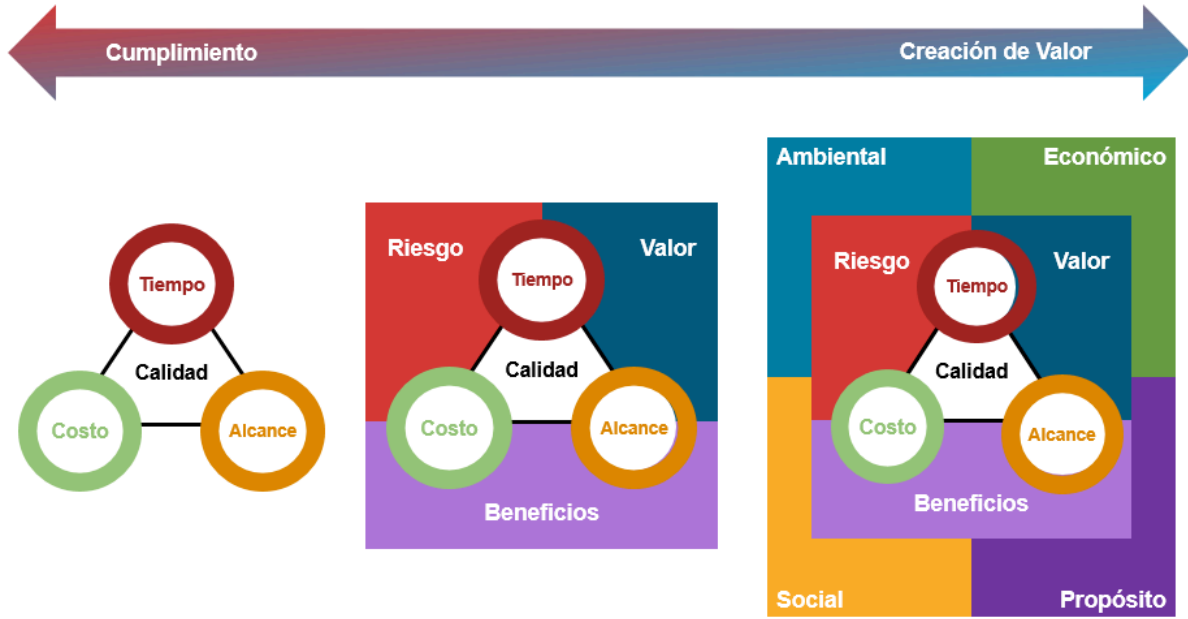 Cumplimiento
Creación de Valor
Tiempo
Calidad
Costo
Alcance
Riesgo
Valor
Tiempo
Calidad
Costo
Alcance
Beneficios
Ambiental
Económico
Riesgo
Valor
Tiempo
Calidad
Costo
Alcance
Beneficios
Social
Propósito